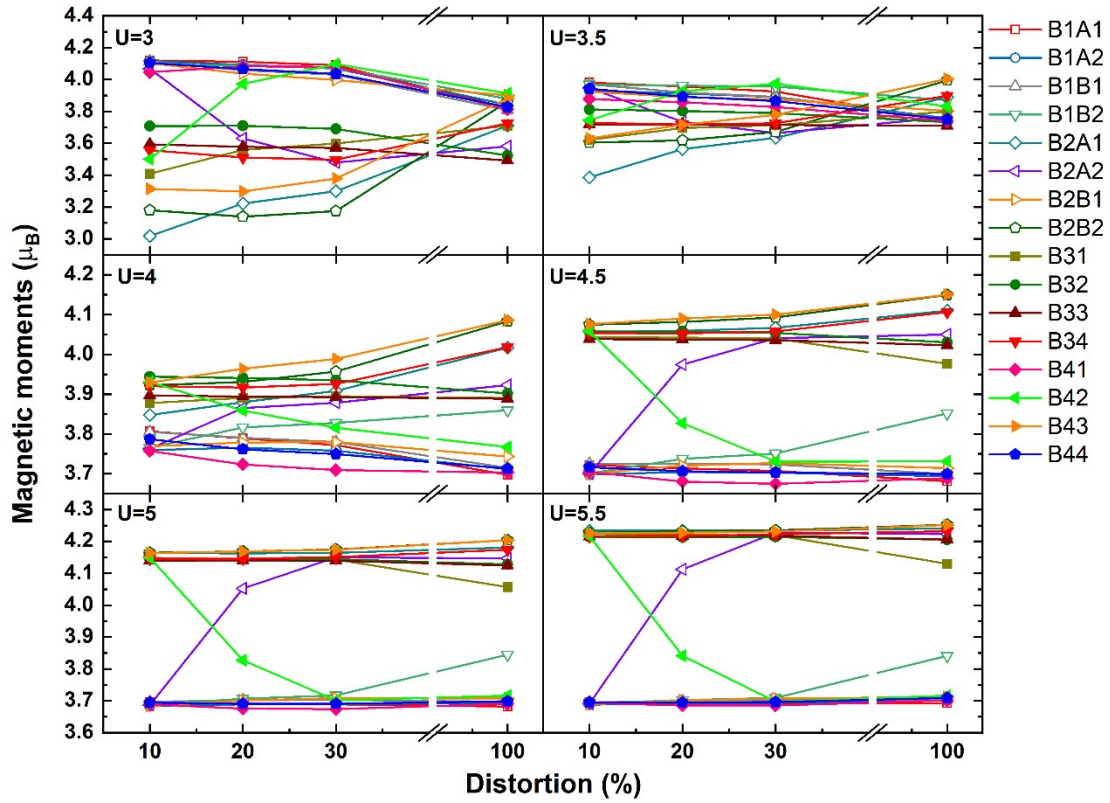 Magnetic moments (μB)
U=3
4.4
4.2
4.0
3.8
3.6
3.4
3.2
3.0
U=3.5
U=4
4.2
4.1
4.0
3.9
3.8
3.7
U=4.5
U=5
4.3
4.2
4.1
4.0
3.9
3.8
3.7
3.6
U=5.5
10 20 30 100 10 20 30 100
Distortion (%)
B1A1
B1A2
B1B1
B1B2
B2A1
B2A2
B2B1
B2B2
B31
B32
B33
B34
B41
B42
B43
B44